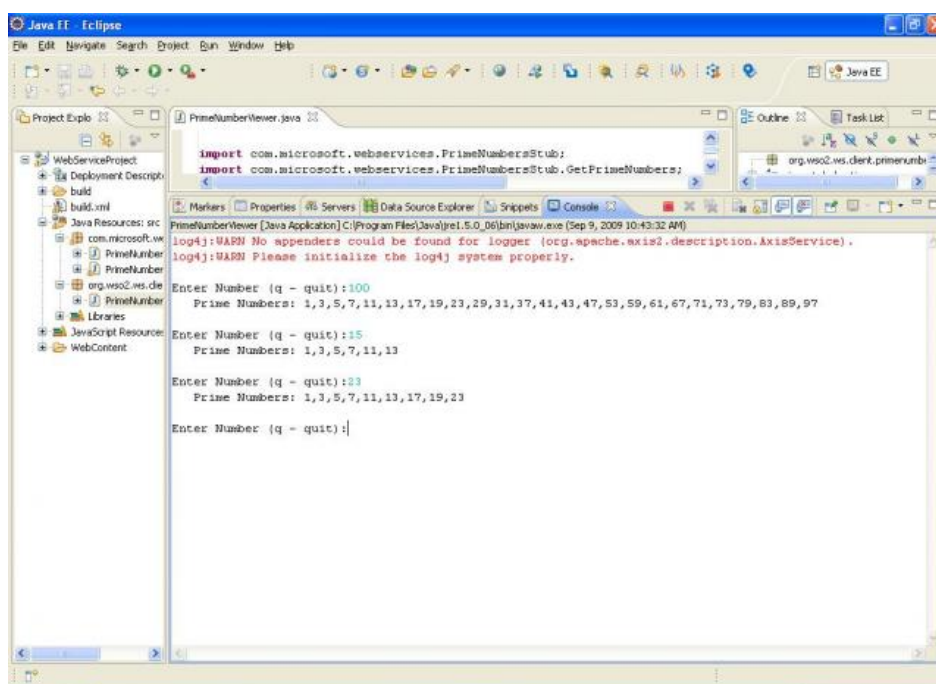 Java EE - Eclipse
File Edit Navigate Search Project Run Window Help
Java EE
Project Explo
PrimeNumberViewer.java
Outline
Task List
import com.microsoft.webservices.PrimeNumbersStub;
import com.microsoft.webservices.PrimeNumbersStub.GetPrimeNumbers;
org.wso2.ws.client.primenumb
WebServiceProject
Deployment Descript
build
build.xml
Java Resources: src
com.microsoft.we
PrimeNumber
PrimeNumber
org.wso2.ws.clie
PrimeNumber
Libraries
JavaScript Resources
WebContent
Markers Properties Servers Data Source Explorer Snippets Console
PrimeNumberViewer [Java Application] C:\Program Files\Java\jre1.5.0_06\bin\javaw.exe (Sep 9, 2009 10:43:32 AM)
log4j:WARN No appenders could be found for logger (org.apache.axis2.description.AxisService).
log4j:WARN Please initialize the log4j system properly.
Enter Number (q - quit):100
Prime Numbers: 1,3,5,7,11,13,17,19,23,29,31,37,41,43,47,53,59,61,67,71,73,79,83,89,97
Enter Number (q - quit):15
Prime Numbers: 1,3,5,7,11,13
Enter Number (q - quit):23
Prime Numbers: 1,3,5,7,11,13,17,19,23
Enter Number (q - quit):